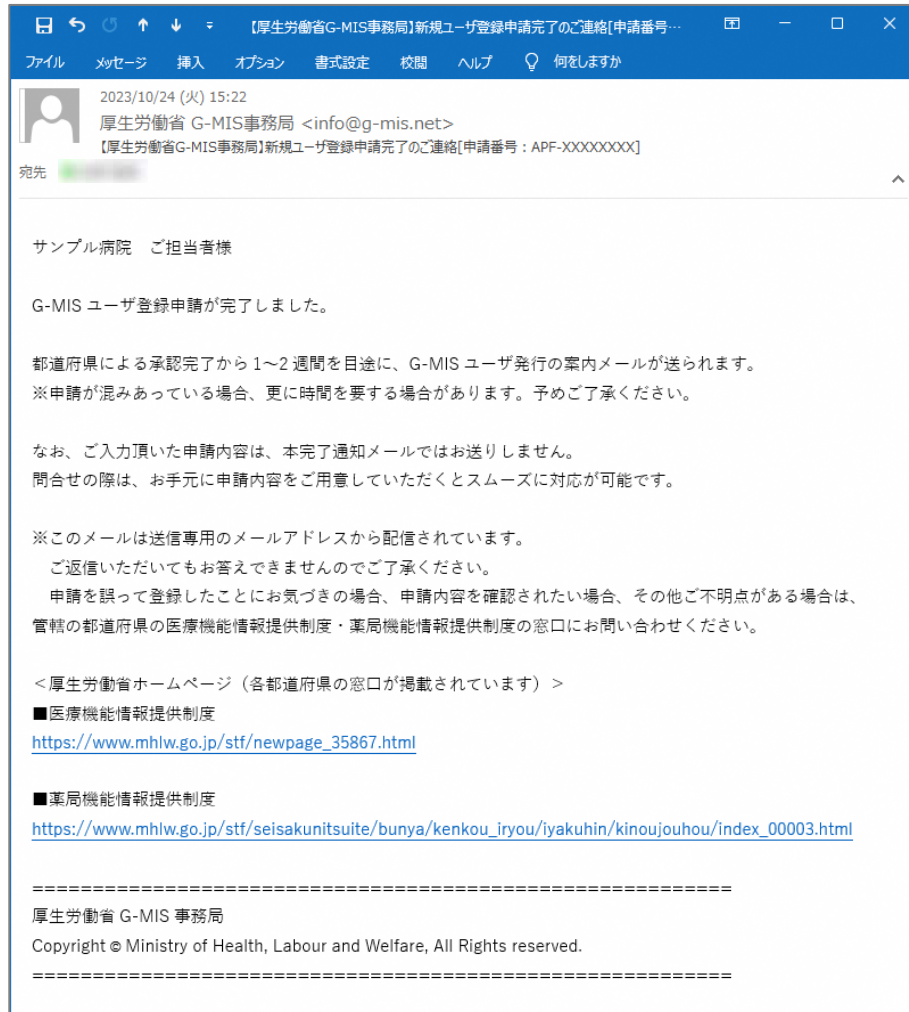 【厚生労働省G-MIS事務局】新規ユーザ登録申請完了のご連絡[申請番号…
ファイル メッセージ 挿入 オプション 書式設定 校閲 ヘルプ 何をしますか
2023/10/24 (火) 15:22
厚生労働省 G-MIS事務局 <info@g-mis.net>
【厚生労働省G-MIS事務局】新規ユーザ登録申請完了のご連絡[申請番号：APF-XXXXXXXX]
宛先
サンプル病院　ご担当者様
G-MIS ユーザ登録申請が完了しました。
都道府県による承認完了から 1～2 週間を目途に、G-MIS ユーザ発行の案内メールが送られます。
※申請が混みあっている場合、更に時間を要する場合があります。予めご了承ください。
なお、ご入力頂いた申請内容は、本完了通知メールではお送りしません。
問合せの際は、お手元に申請内容をご用意していただくとスムーズに対応が可能です。
※このメールは送信専用のメールアドレスから配信されています。
ご返信いただいてもお答えできませんのでご了承ください。
申請を誤って登録したことにお気づきの場合、申請内容を確認されたい場合、その他ご不明点がある場合は、
管轄の都道府県の医療機能情報提供制度・薬局機能情報提供制度の窓口にお問い合わせください。
＜厚生労働省ホームページ（各都道府県の窓口が掲載されています）＞
■医療機能情報提供制度
https://www.mhlw.go.jp/stf/newpage_35867.html
■薬局機能情報提供制度
https://www.mhlw.go.jp/stf/seisakunitsuite/bunya/kenkou_iryou/iyakuhin/kinoujouhou/index_00003.html
==========================================================
厚生労働省 G-MIS 事務局
Copyright © Ministry of Health, Labour and Welfare, All Rights reserved.
==========================================================